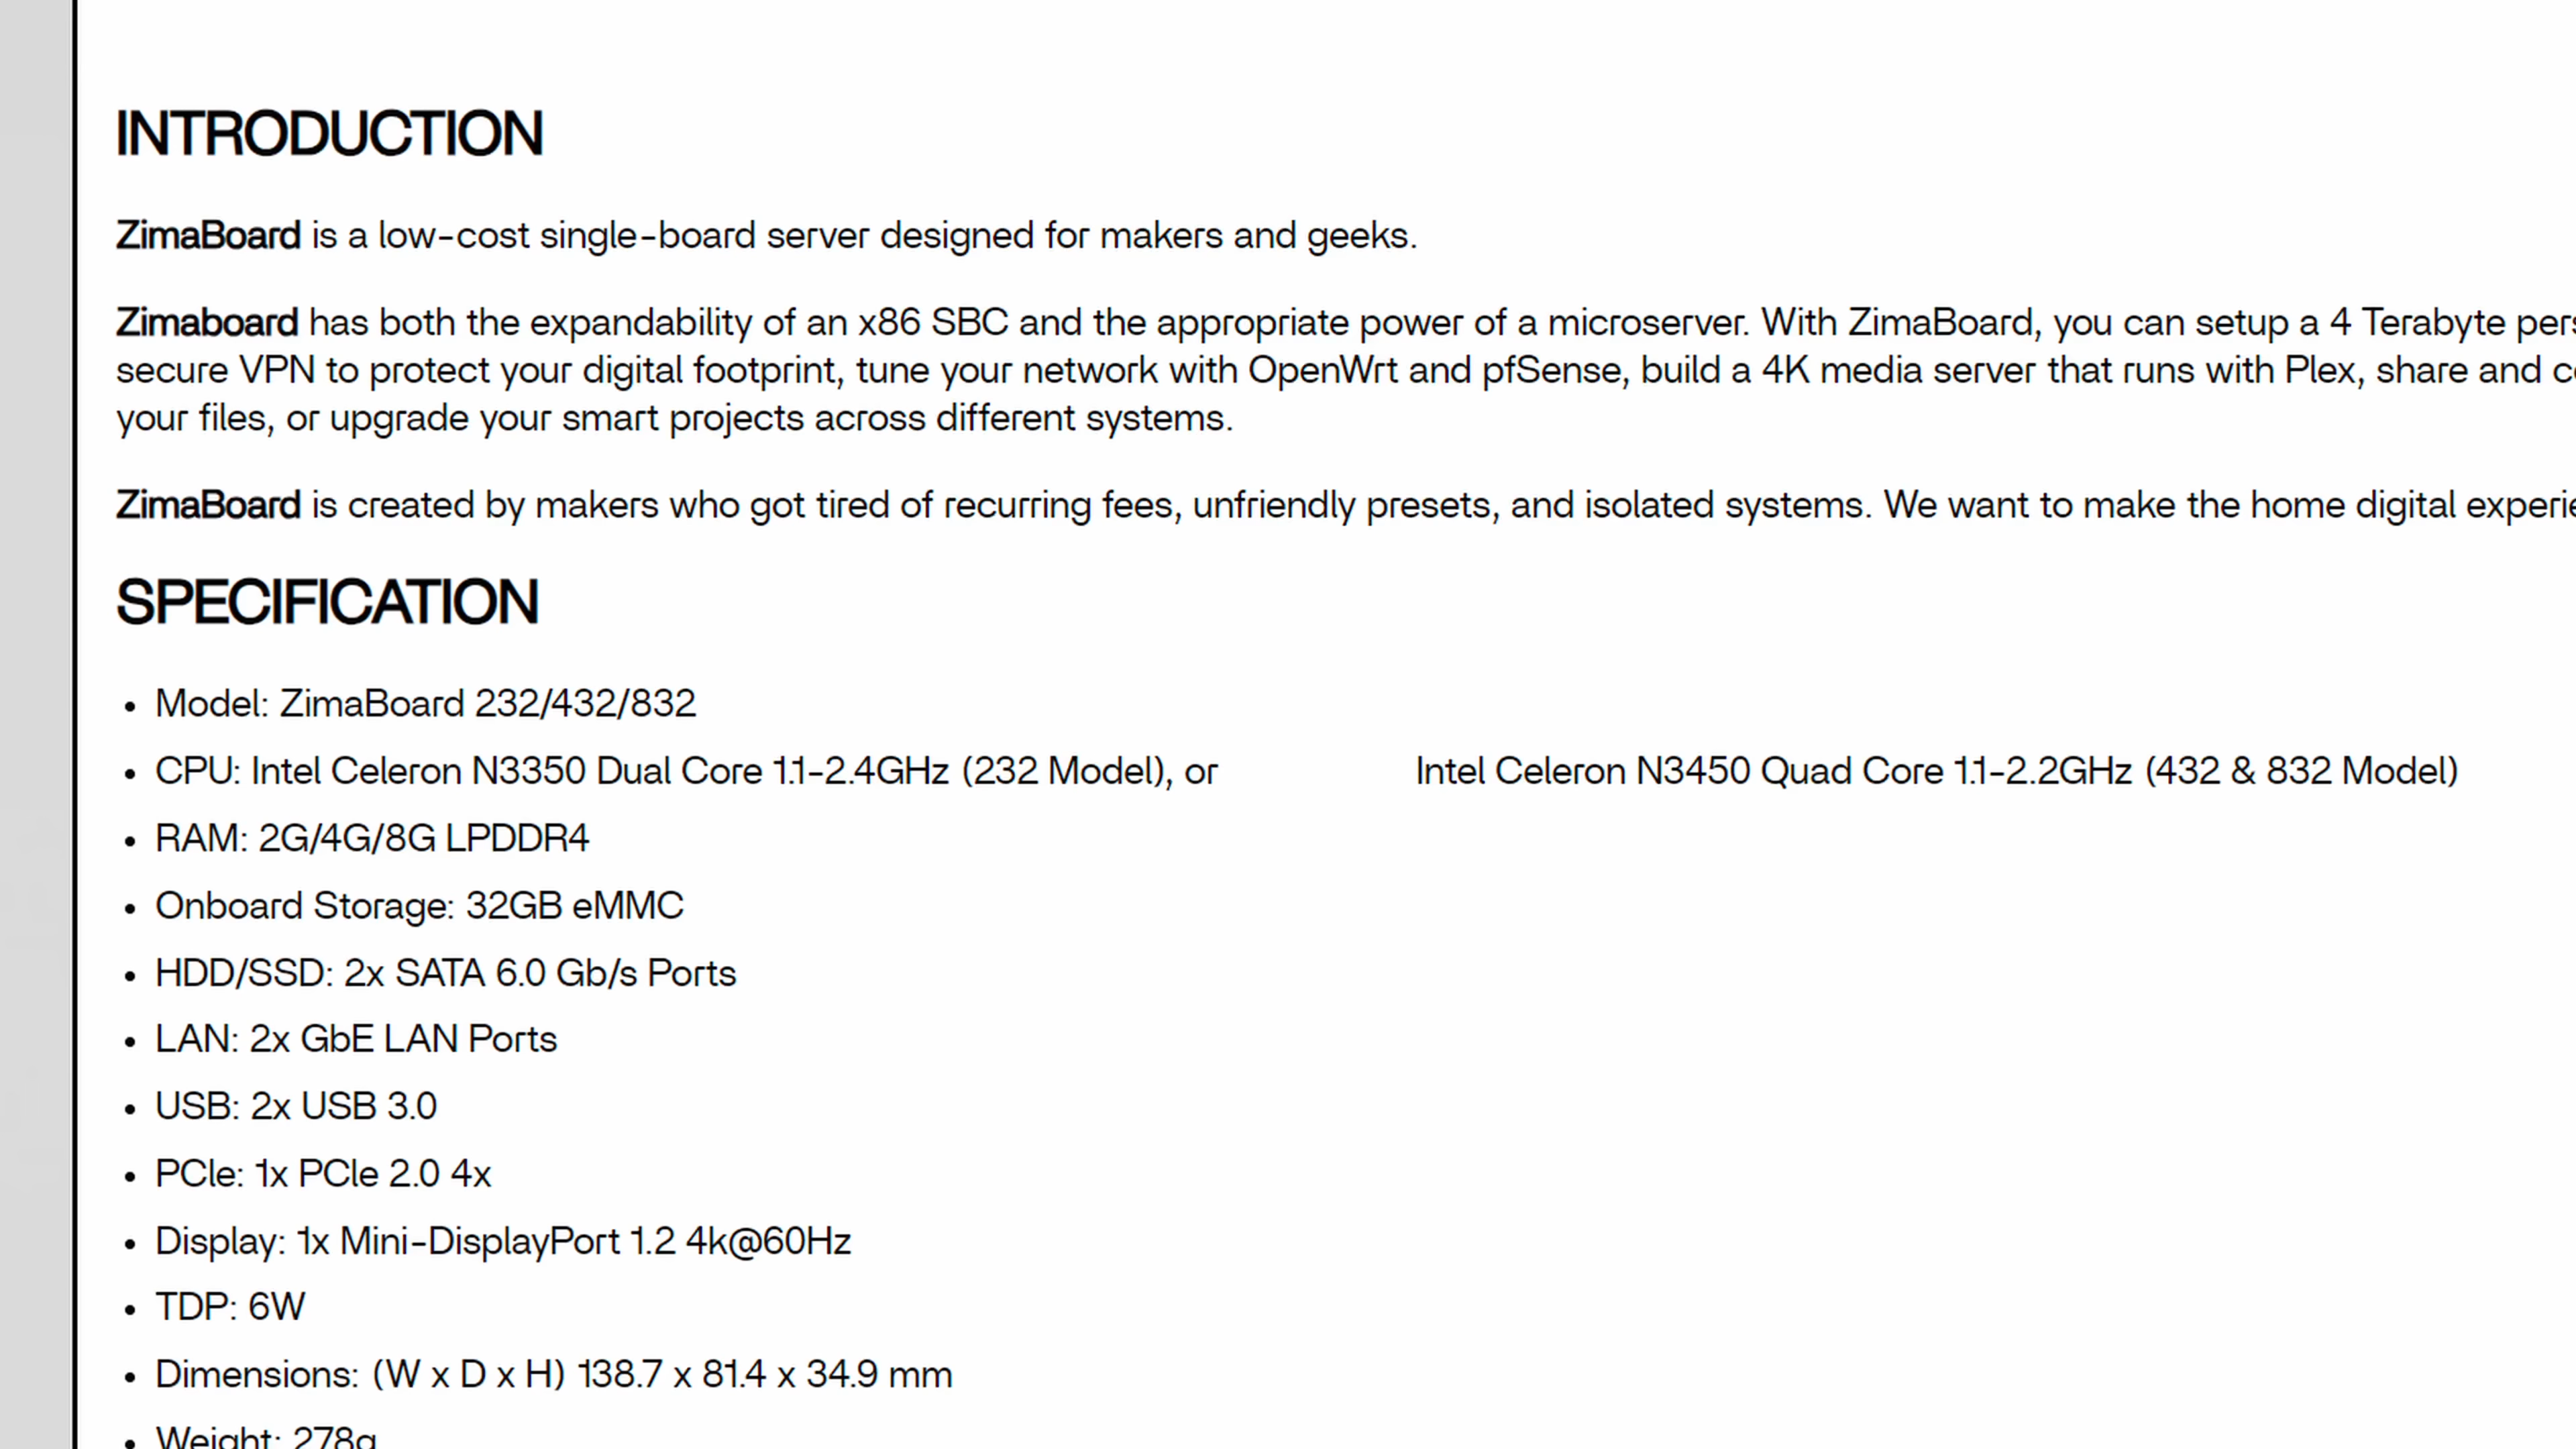 INTRODUCTION
ZimaBoard is a low-cost single-board server designed for makers and geeks.
Zimaboard has both the expandability of an x86 SBC and the appropriate power of a microserver. With ZimaBoard, you can setup a 4 Terabyte
secure VPN to protect your digital footprint, tune your network with OpenWrt and pfSense, build a 4K media server that runs with Plex, share and
your files, or upgrade your smart projects across different systems.
ZimaBoard is created by makers who got tired of recurring fees, unfriendly presets, and isolated systems. We want to make the home digital
SPECIFICATION
• Model: ZimaBoard 232/432/832
• CPU: Intel Celeron N3350 Dual Core 1.1-2.4GHz (232 Model), or Intel Celeron N3450 Quad Core 1.1-2.2GHz (432 & 832 Model)
• RAM: 2G/4G/8G LPDDR4
• Onboard Storage: 32GB eMMC
• HDD/SSD: 2x SATA 6.0 Gb/s Ports
• LAN: 2x GbE LAN Ports
• USB: 2x USB 3.0
• PCIe: 1x PCIe 2.0 4x
• Display: 1x Mini-DisplayPort 1.2 4k@60Hz
• TDP: 6W
• Dimensions: (W x D x H) 138.7 x 81.4 x 34.9 mm
• Weight: 278g